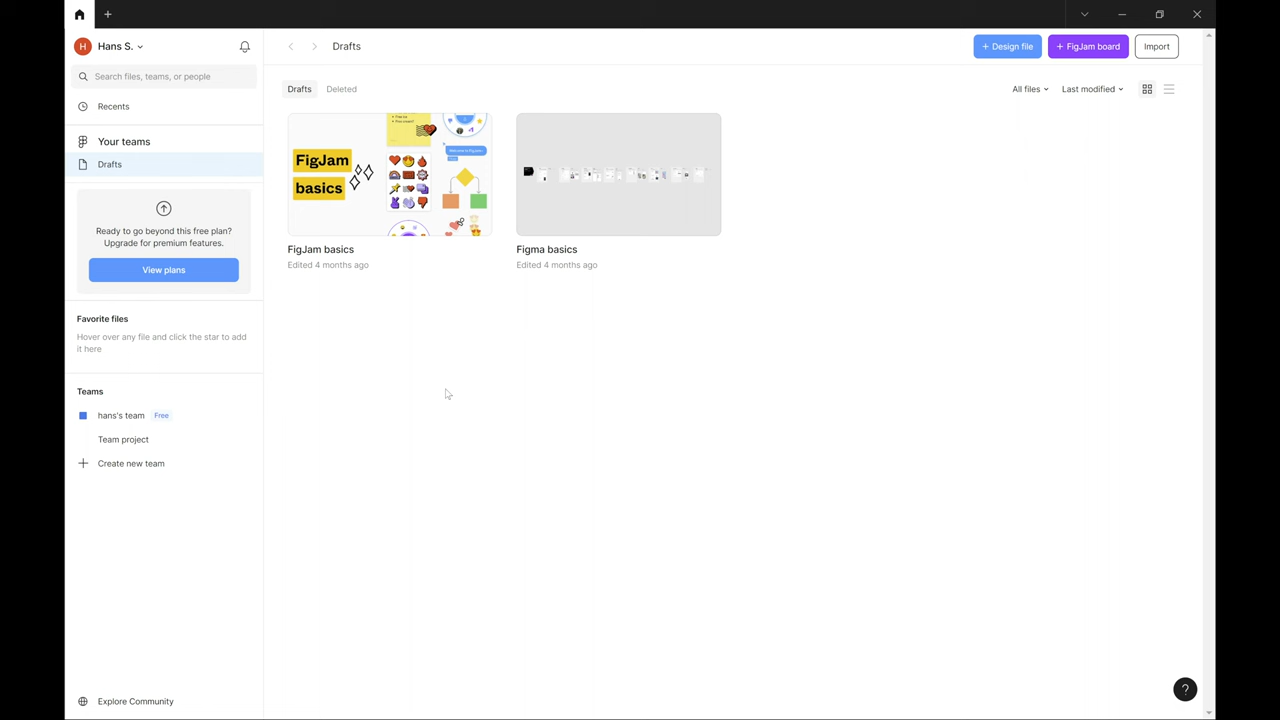 H Hans S.
Search files, teams, or people
Recents
Your teams
Drafts
Ready to go beyond this free plan?
Upgrade for premium features.
View plans
Favorite files
Hover over any file and click the star to add
it here
Teams
hans's team Free
Team project
+ Create new team
Explore Community
Drafts
+ Design file
+ FigJam board
Import
Drafts Deleted
All files Last modified
FigJam
basics
FigJam basics
Edited 4 months ago
Figma basics
Edited 4 months ago
?